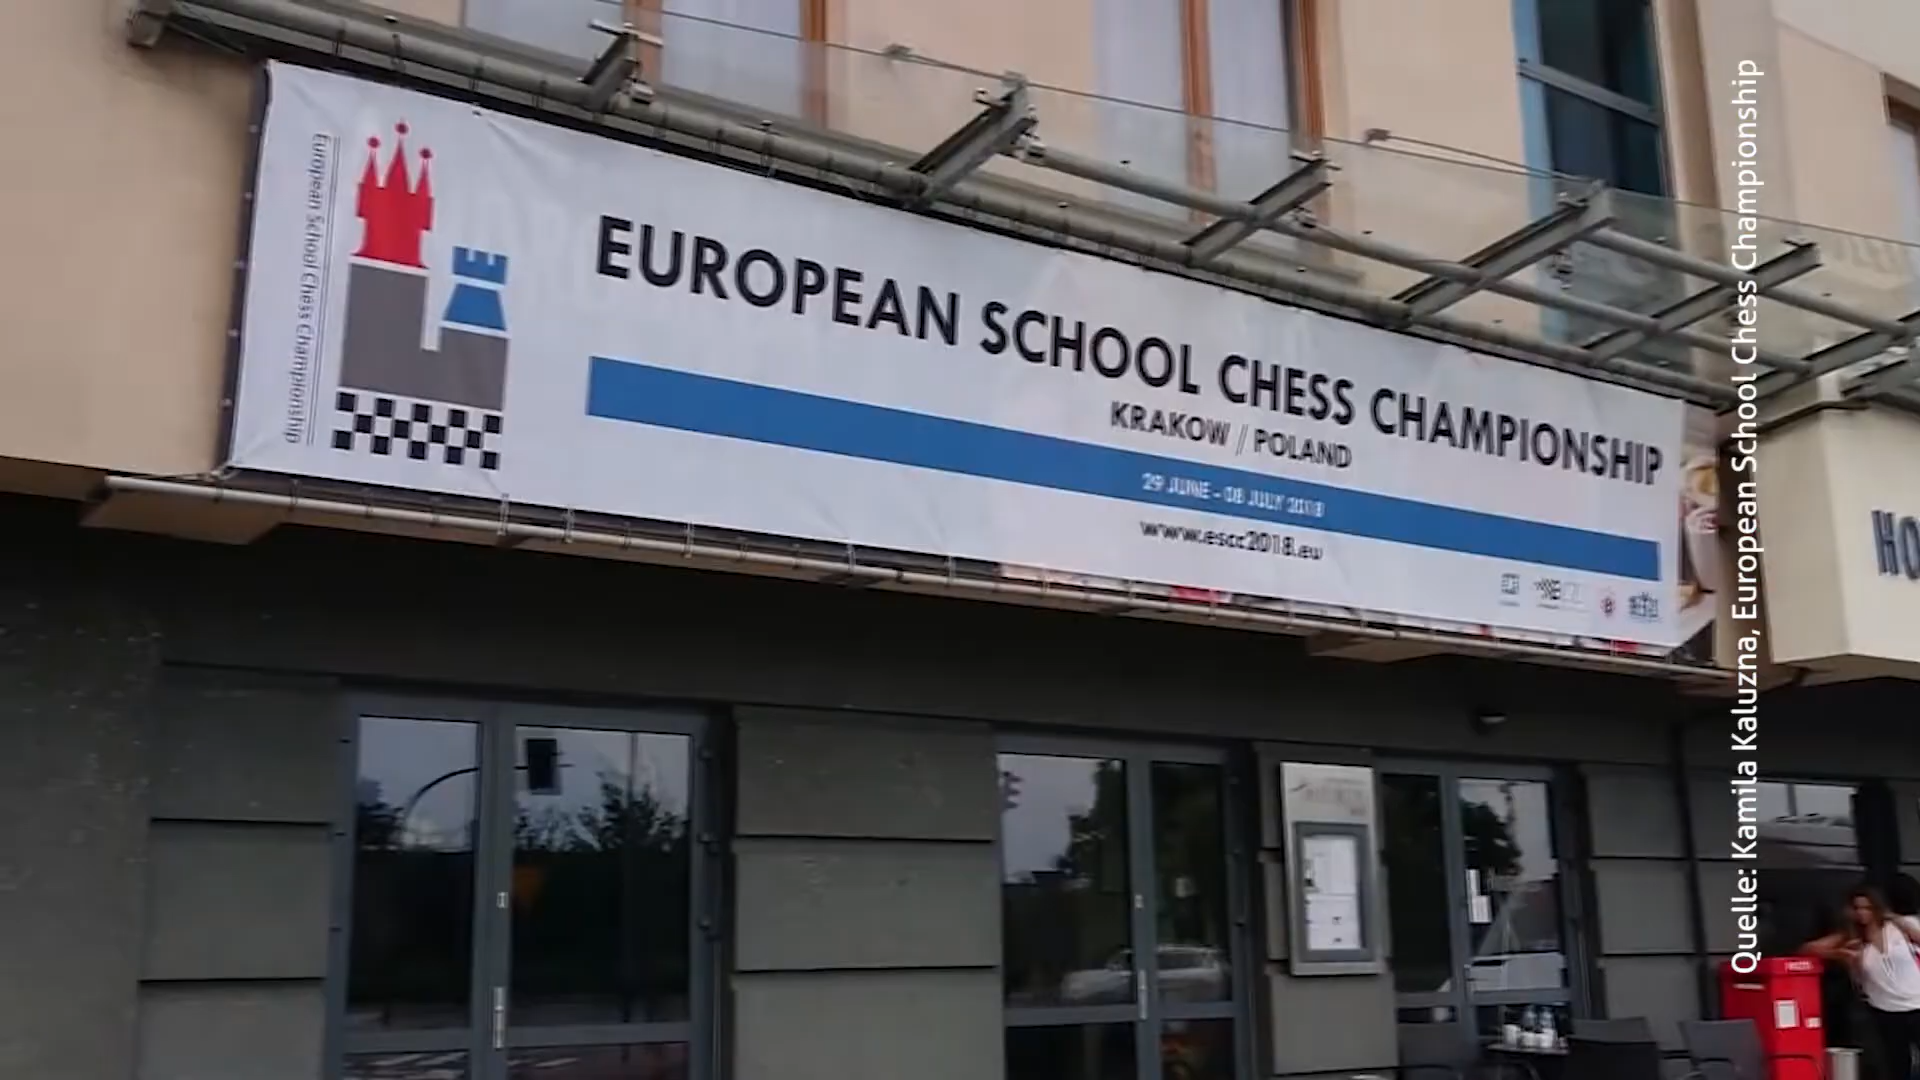 European School Chess Championship
EUROPEAN SCHOOL CHESS CHAMPIONSHIP
KRAKOW / POLAND
29 JUNE - 08 JULY 2018
www.escc2018.eu
HO
Quelle: Kamila Kaluzna, European School Chess Championship